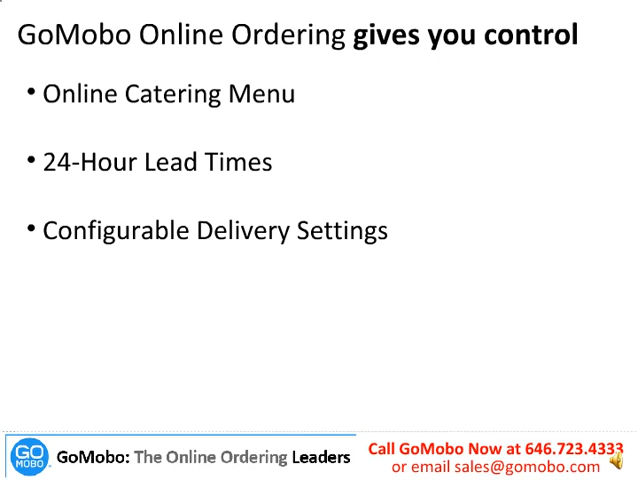 GoMobo Online Ordering gives you control
• Online Catering Menu
• 24-Hour Lead Times
• Configurable Delivery Settings
GO
MOBO
GoMobo: The Online Ordering Leaders
Call GoMobo Now at 646.723.4333
or email sales@gomobo.com